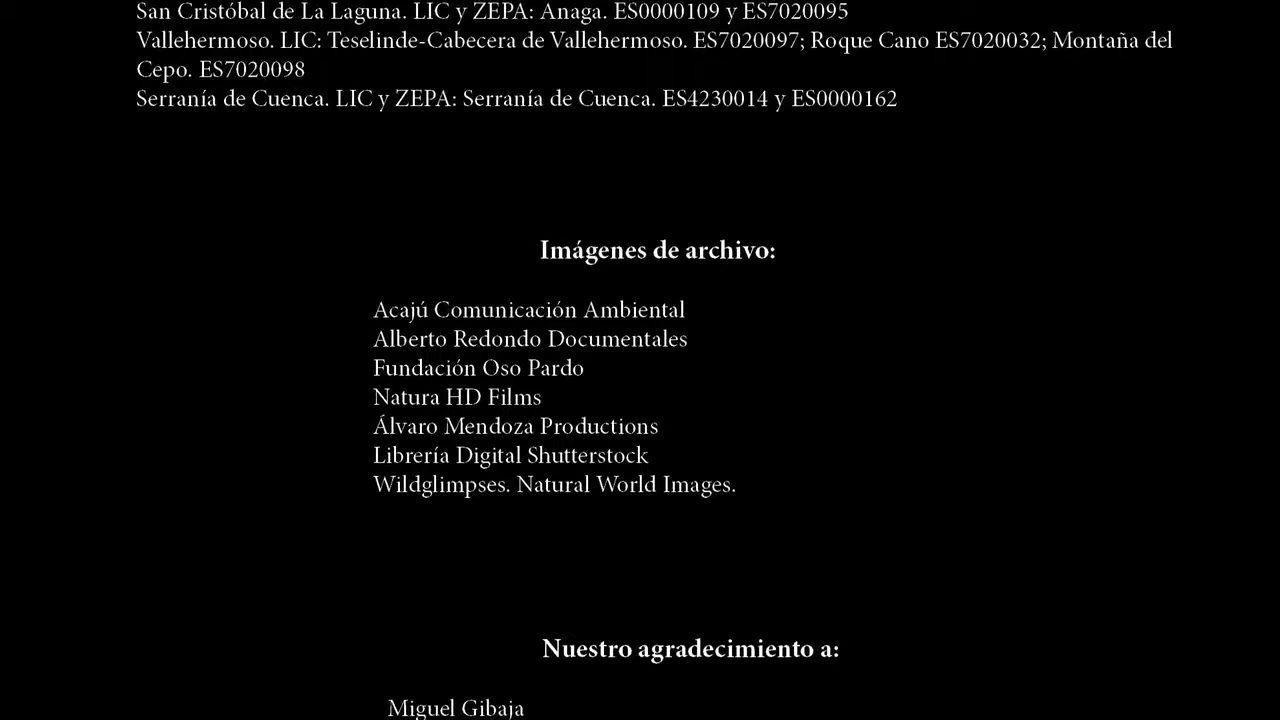 San Cristóbal de La Laguna. LIC y ZEPA: Anaga. ES0000109 y ES7020095
Vallehermoso. LIC: Teselinde-Cabecera de Vallehermoso. ES7020097; Roque Cano ES7020032; Montaña del
Cepo. ES7020098
Serranía de Cuenca. LIC y ZEPA: Serranía de Cuenca. ES4230014 y ES0000162
Imágenes de archivo:
Acajú Comunicación Ambiental
Alberto Redondo Documentales
Fundación Oso Pardo
Natura HD Films
Álvaro Mendoza Productions
Librería Digital Shutterstock
Wildglimpses. Natural World Images.
Nuestro agradecimiento a:
Miguel Gibaja